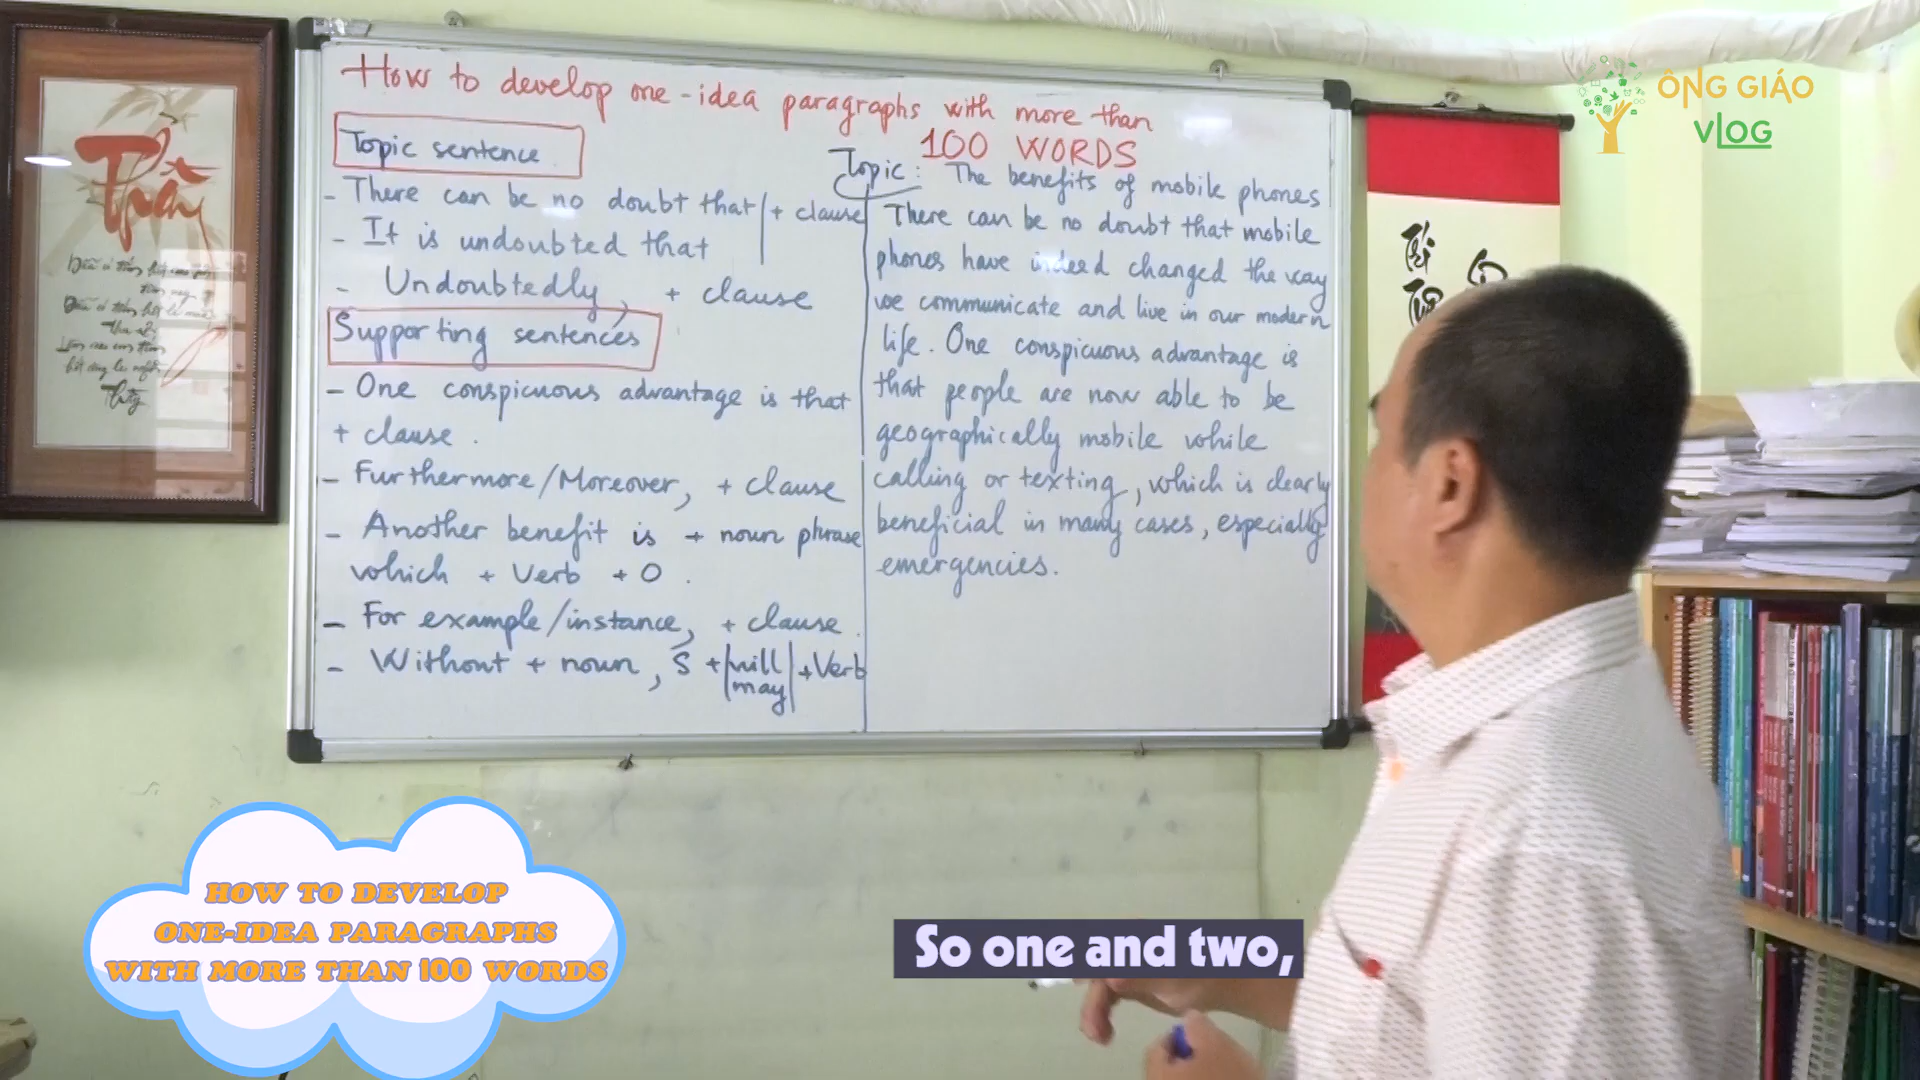 How to develop one-idea paragraphs with more than
100 WORDS
Topic sentence
- There can be no doubt that | + clause
- It is undoubted that
- Undoubtedly, + clause
Supporting sentences
- One conspicuous advantage is that
+ clause.
- Furthermore/Moreover, + clause
- Another benefit is + noun phrase
which + Verb + O.
- For example/instance, + clause.
- Without + noun, S + |will| + Verb
|may|
Topic: The benefits of mobile phones
There can be no doubt that mobile
phones have indeed changed the way
we communicate and live in our modern
life. One conspicuous advantage is
that people are now able to be
geographically mobile while
calling or texting, which is clearly
beneficial in many cases, especially
emergencies.
ÔNG GIÁO
VLOG
Thầy
HOW TO DEVELOP
ONE-IDEA PARAGRAPHS
WITH MORE THAN 100 WORDS
So one and two,